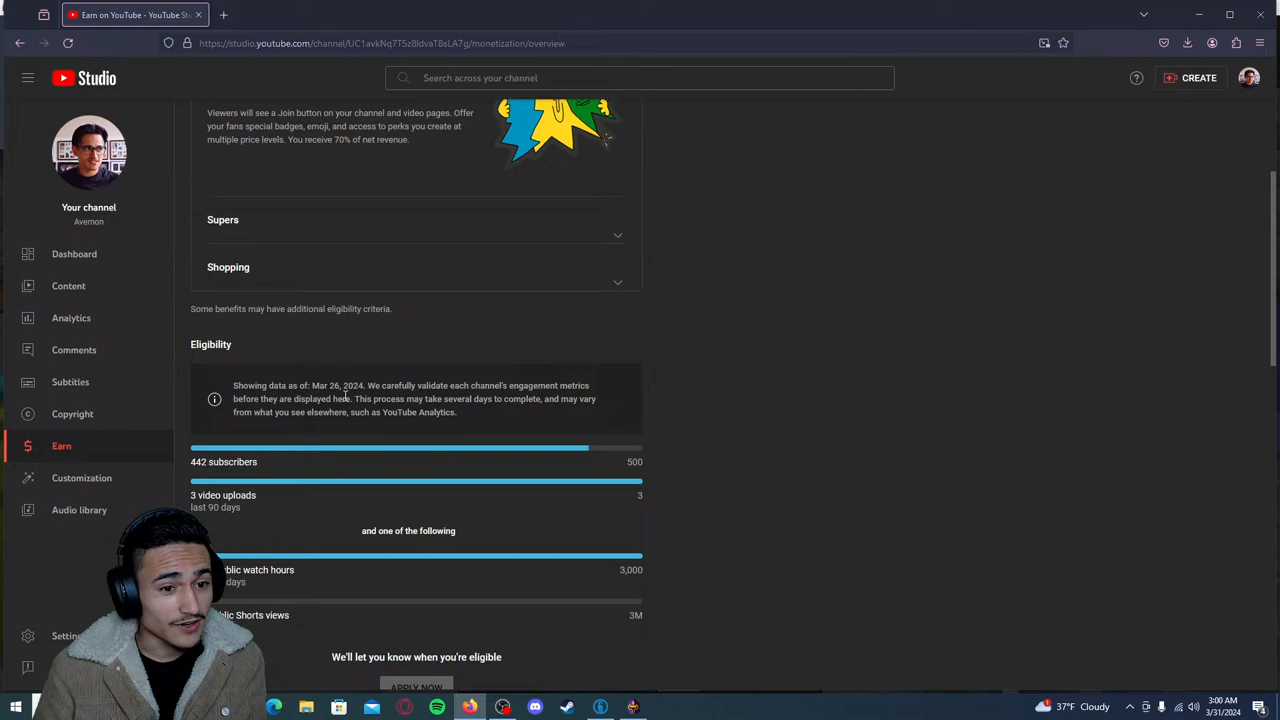 Earn on YouTube - YouTube Stu
https://studio.youtube.com/channel/UC1avkNq7T5z8ldvaT8sLA7g/monetization/overview
Studio
Search across your channel
CREATE
Viewers will see a Join button on your channel and video pages. Offer
your fans special badges, emoji, and access to perks you create at
multiple price levels. You receive 70% of net revenue.
Your channel
Avernon
Supers
Shopping
Dashboard
Content
Analytics
Comments
Subtitles
Copyright
Earn
Customization
Audio library
Some benefits may have additional eligibility criteria.
Eligibility
Showing data as of: Mar 26, 2024. We carefully validate each channel's engagement metrics
before they are displayed here. This process may take several days to complete, and may vary
from what you see elsewhere, such as YouTube Analytics.
442 subscribers
500
3 video uploads
3
last 90 days
and one of the following
watch hours
3,000
days
Shorts views
3M
We'll let you know when you're eligible
APPLY NOW
37°F Cloudy
3:00 AM
3/31/2024